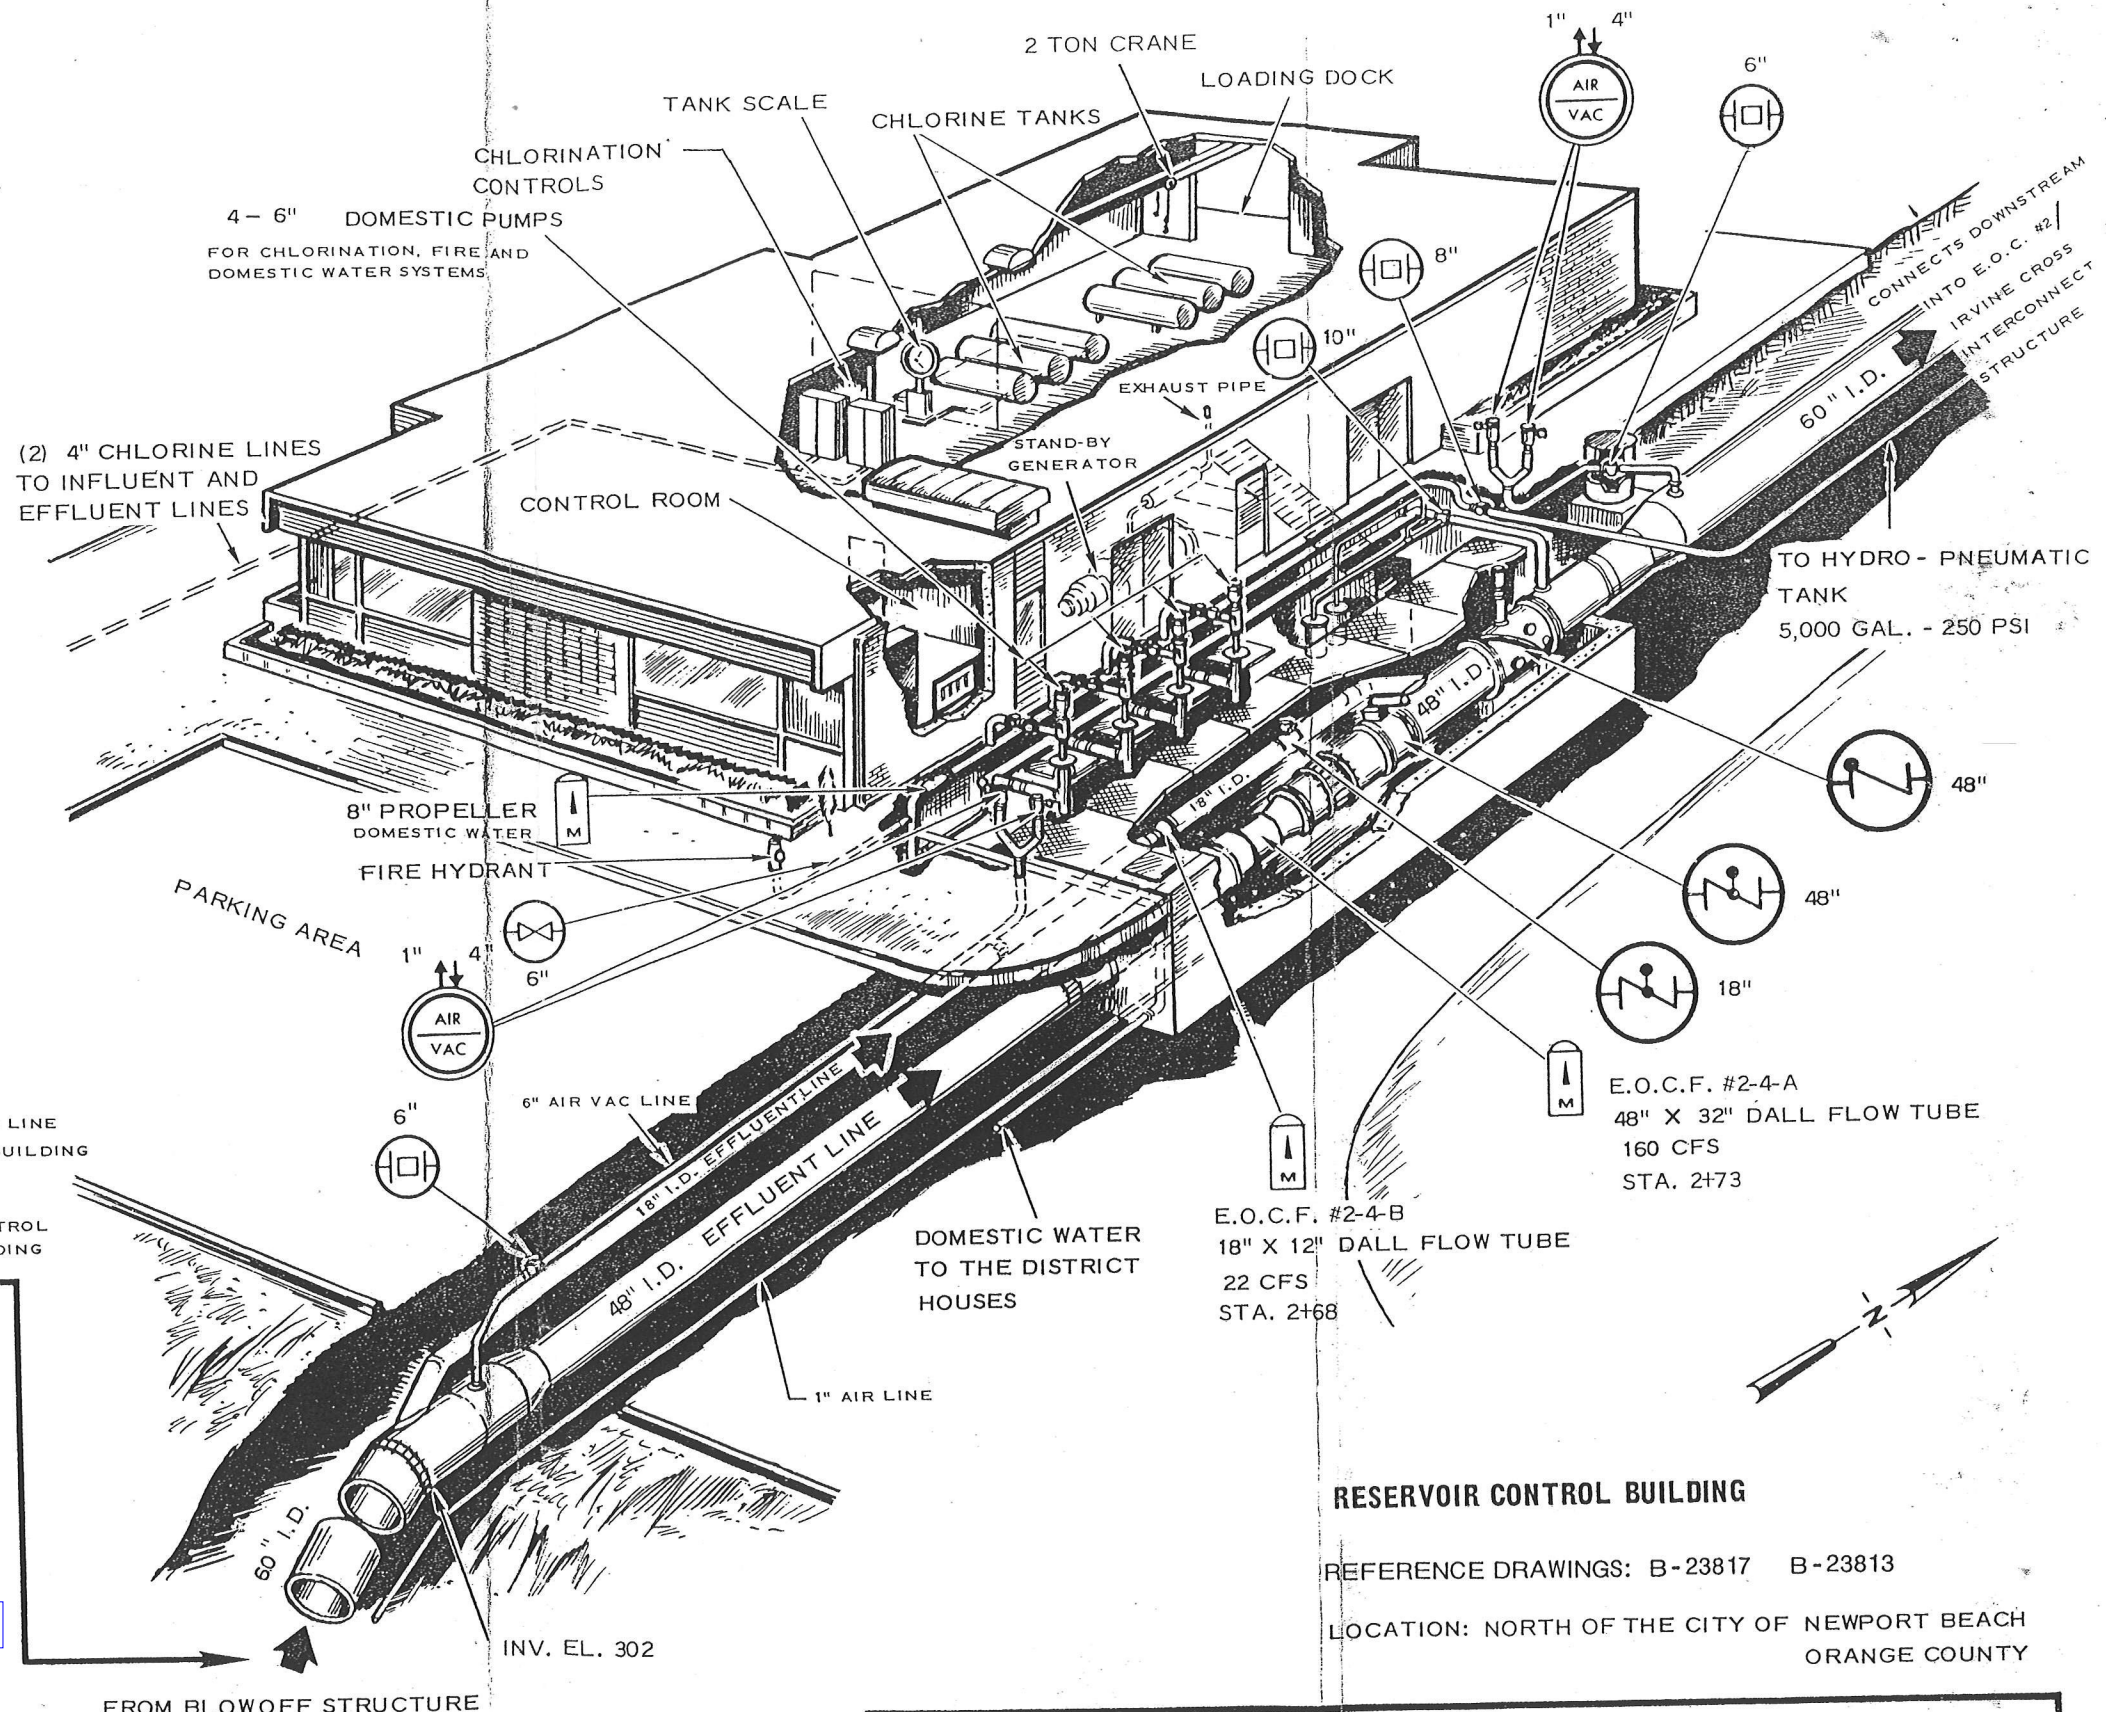 2 TON CRANE
LOADING DOCK
1" 4"
AIR
VAC
6"
TANK SCALE
CHLORINE TANKS
CHLORINATION
CONTROLS
4 - 6" DOMESTIC PUMPS
FOR CHLORINATION, FIRE AND
DOMESTIC WATER SYSTEMS
8"
10"
CONNECTS DOWNSTREAM
INTO E.O.C. #2/
IRVINE CROSS
INTERCONNECT
STRUCTURE
60" I.D.
EXHAUST PIPE
STAND-BY
GENERATOR
(2) 4" CHLORINE LINES
TO INFLUENT AND
EFFLUENT LINES
CONTROL ROOM
TO HYDRO - PNEUMATIC
TANK
5,000 GAL. - 250 PSI
48" I.D.
18" I.D.
48"
8" PROPELLER
DOMESTIC WATER
M
FIRE HYDRANT
PARKING AREA
6"
1" 4"
AIR
VAC
48"
18"
M
E.O.C.F. #2-4-A
48" X 32" DALL FLOW TUBE
160 CFS
STA. 2+73
M
E.O.C.F. #2-4-B
18" X 12" DALL FLOW TUBE
22 CFS
STA. 2+68
6" AIR VAC LINE
18" I.D. EFFLUENT LINE
48" I.D. EFFLUENT LINE
6"
LINE
UILDING
TROL
DING
DOMESTIC WATER
TO THE DISTRICT
HOUSES
1" AIR LINE
N
60" I.D.
INV. EL. 302
FROM BLOWOFF STRUCTURE
RESERVOIR CONTROL BUILDING
REFERENCE DRAWINGS: B-23817 B-23813
LOCATION: NORTH OF THE CITY OF NEWPORT BEACH
ORANGE COUNTY